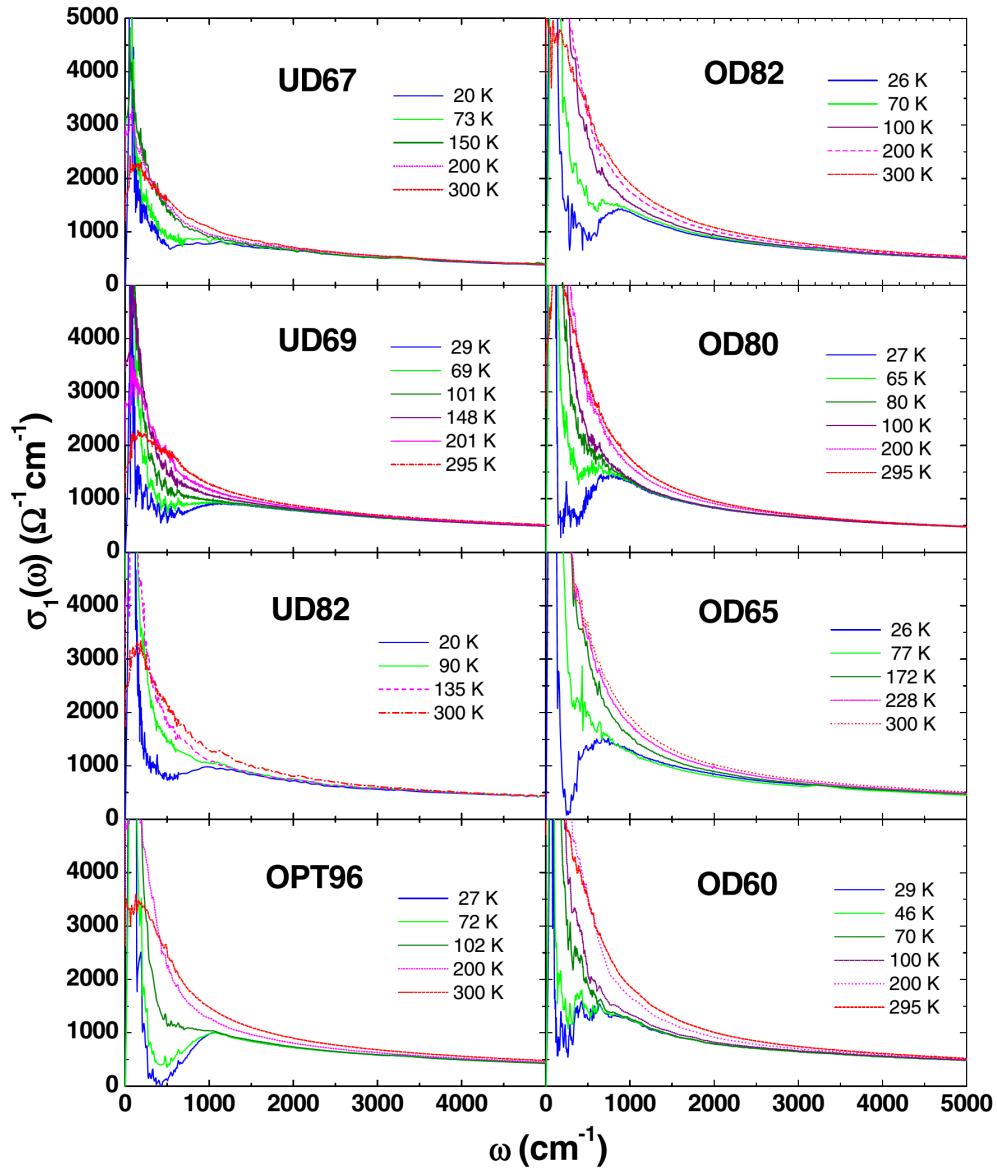 σ₁(ω) (Ω⁻¹cm⁻¹)
5000
4000
3000
2000
1000
0
UD67
20 K
73 K
150 K
200 K
300 K
OD82
26 K
70 K
100 K
200 K
300 K
4000
3000
2000
1000
0
UD69
29 K
69 K
101 K
148 K
201 K
295 K
OD80
27 K
65 K
80 K
100 K
200 K
295 K
4000
3000
2000
1000
0
UD82
20 K
90 K
135 K
300 K
OD65
26 K
77 K
172 K
228 K
300 K
4000
3000
2000
1000
0
OPT96
27 K
72 K
102 K
200 K
300 K
OD60
29 K
46 K
70 K
100 K
200 K
295 K
0 1000 2000 3000 4000 0 1000 2000 3000 4000 5000
ω (cm⁻¹)